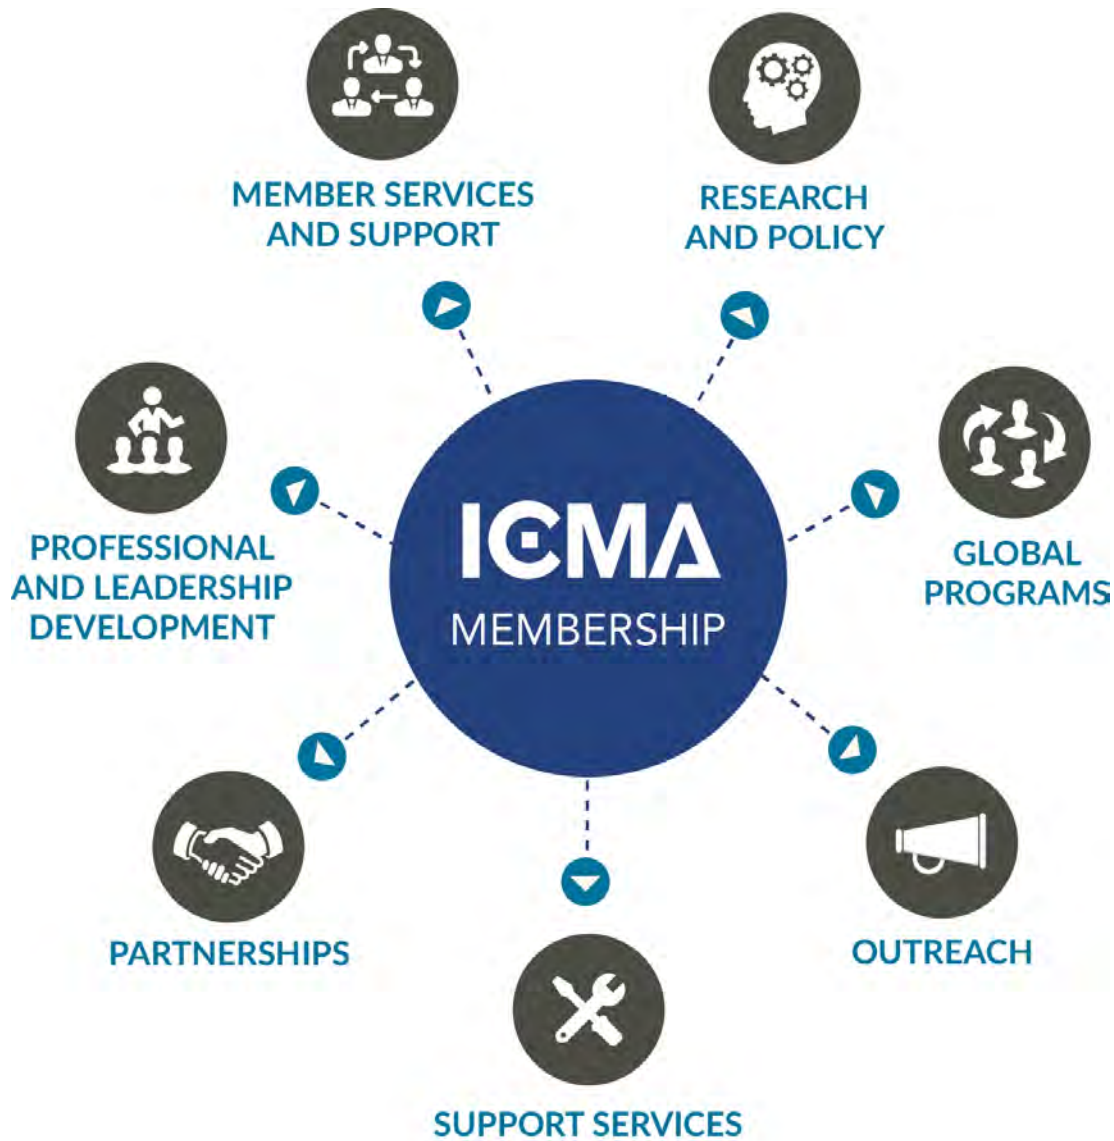 MEMBER SERVICES
AND SUPPORT
RESEARCH
AND POLICY
PROFESSIONAL
AND LEADERSHIP
DEVELOPMENT
ICMA
MEMBERSHIP
GLOBAL
PROGRAMS
PARTNERSHIPS
OUTREACH
SUPPORT SERVICES